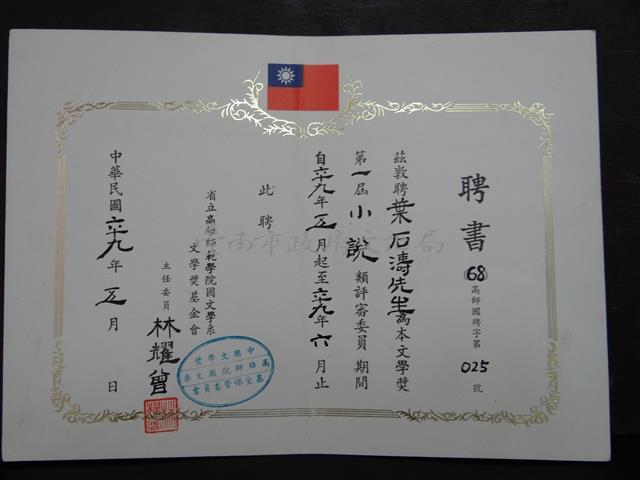 聘書
(68)高師國聘字第025號
茲敦聘葉石濤先生為本文學獎
第一屆小說類評審委員期間
自六十九年五月起至六十九年六月止
此聘
省立高雄師範學院國文學系
文學獎基金會
主任委員 林耀曾
中華民國六十九年五月 日